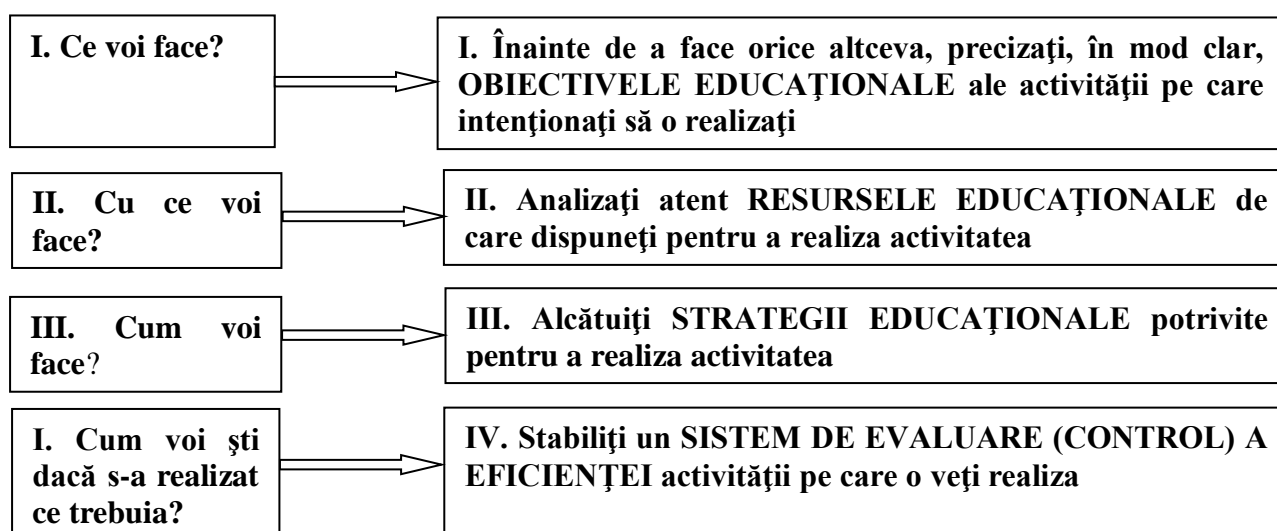 I. Ce voi face?
I. Înainte de a face orice altceva, precizaţi, în mod clar,
OBIECTIVELE EDUCAŢIONALE ale activităţii pe care
intenţionaţi să o realizaţi
II. Cu ce voi
face?
II. Analizaţi atent RESURSELE EDUCAŢIONALE de
care dispuneţi pentru a realiza activitatea
III. Cum voi
face?
III. Alcătuiţi STRATEGII EDUCAŢIONALE potrivite
pentru a realiza activitatea
I. Cum voi şti
dacă s-a realizat
ce trebuia?
IV. Stabiliţi un SISTEM DE EVALUARE (CONTROL) A
EFICIENŢEI activităţii pe care o veţi realiza